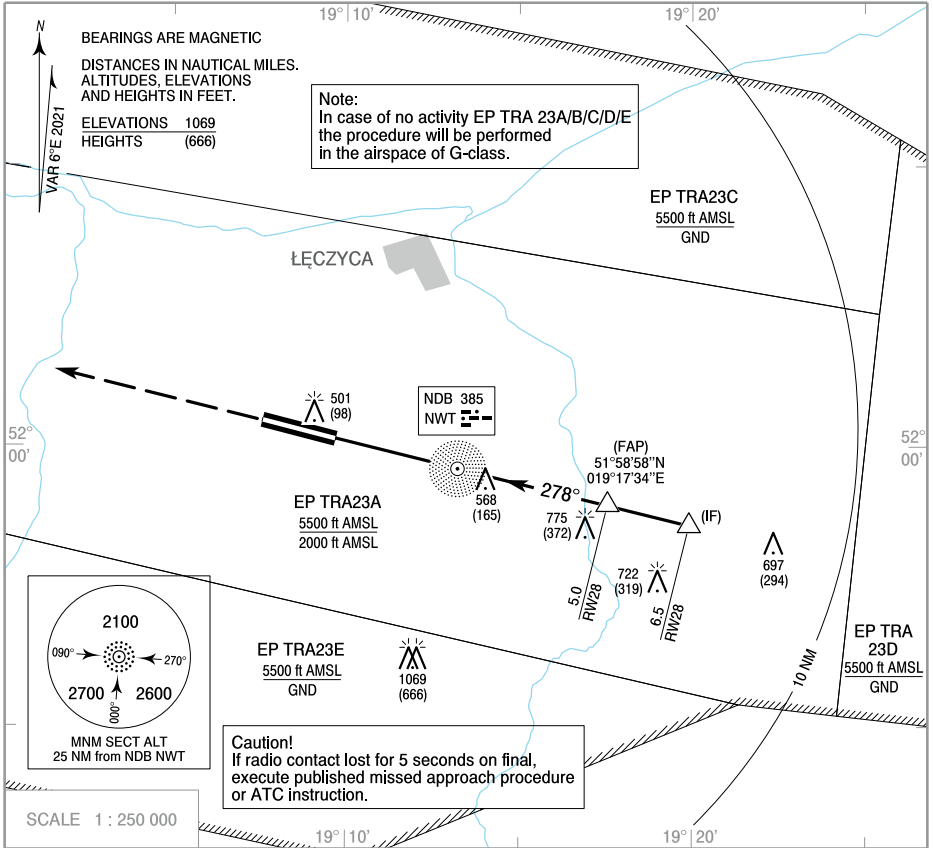 19° 10'
19° 20'
N
VAR 6°E 2021
BEARINGS ARE MAGNETIC
DISTANCES IN NAUTICAL MILES.
ALTITUDES, ELEVATIONS
AND HEIGHTS IN FEET.
ELEVATIONS 1069
HEIGHTS (666)
Note:
In case of no activity EP TRA 23A/B/C/D/E
the procedure will be performed
in the airspace of G-class.
EP TRA23C
5500 ft AMSL
GND
ŁĘCZYCA
501
(98)
NDB 385
NWT
52°
00'
52°
00'
(FAP)
51°58'58"N
019°17'34"E
278°
(IF)
568
(165)
775
(372)
EP TRA23A
5500 ft AMSL
2000 ft AMSL
722
(319)
697
(294)
5.0
RW28
6.5
RW28
10 NM
EP TRA
23D
5500 ft AMSL
GND
2100
090°
270°
2700
2600
000°
MNM SECT ALT
25 NM from NDB NWT
EP TRA23E
5500 ft AMSL
GND
1069
(666)
Caution!
If radio contact lost for 5 seconds on final,
execute published missed approach procedure
or ATC instruction.
SCALE 1 : 250 000
19° 10'
19° 20'